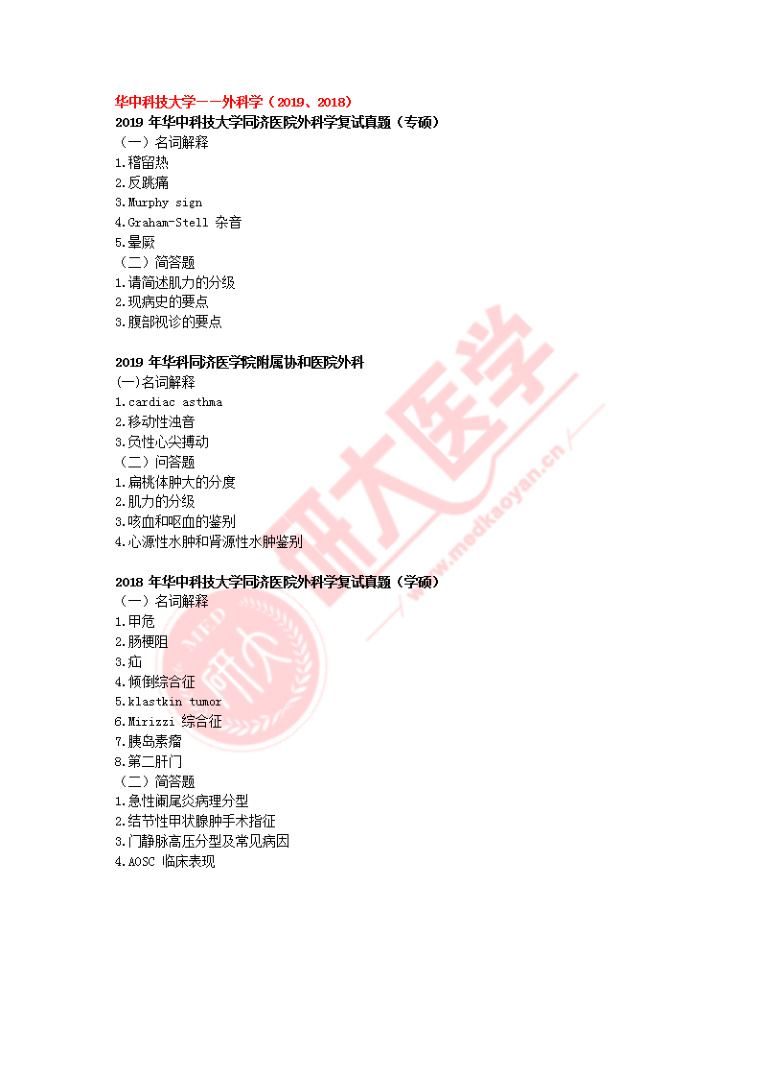 华中科技大学——外科学（2019、2018）
2019 年华中科技大学同济医院外科学复试真题（专硕）
（一）名词解释
1.稽留热
2.反跳痛
3.Murphy sign
4.Graham-Stell 杂音
5.晕厥
（二）简答题
1.请简述肌力的分级
2.现病史的要点
3.腹部视诊的要点
2019 年华科同济医学院附属协和医院外科
(一)名词解释
1.cardiac asthma
2.移动性浊音
3.负性心尖搏动
（二）问答题
1.扁桃体肿大的分度
2.肌力的分级
3.咳血和呕血的鉴别
4.心源性水肿和肾源性水肿鉴别
2018 年华中科技大学同济医院外科学复试真题（学硕）
（一）名词解释
1.甲危
2.肠梗阻
3.疝
4.倾倒综合征
5.klastkin tumor
6.Mirizzi 综合征
7.胰岛素瘤
8.第二肝门
（二）简答题
1.急性阑尾炎病理分型
2.结节性甲状腺肿手术指征
3.门静脉高压分型及常见病因
4.AOSC 临床表现
研大医学
www.medkaoyan.cn
MED
研大